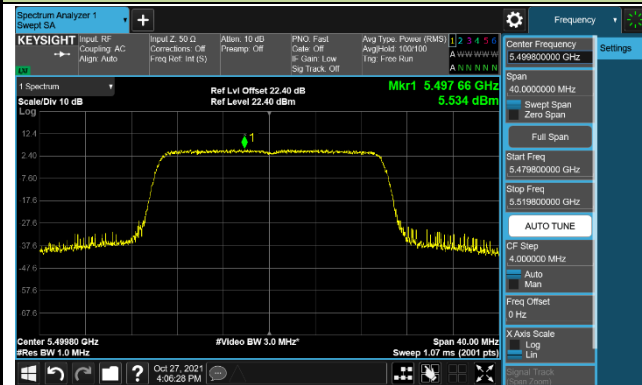 Spectrum Analyzer 1
Swept SA
+
Frequency
KEYSIGHT
Input: RF
Coupling: AC
Align: Auto
Input Z: 50 Ω
Corrections: Off
Freq Ref: Int (S)
Atten: 10 dB
Preamp: Off
PNO: Fast
Gate: Off
IF Gain: Low
Sig Track: Off
Avg Type: Power (RMS)
Avg|Hold: 100/100
Trig: Free Run
1 2 3 4 5 6
A W W W W W
A N N N N N
LXI
Center Frequency
5.499800000 GHz
Settings
Span
40.0000000 MHz
Swept Span
Zero Span
Full Span
Start Freq
5.479800000 GHz
Stop Freq
5.519800000 GHz
AUTO TUNE
CF Step
4.000000 MHz
Auto
Man
Freq Offset
0 Hz
X Axis Scale
Log
Lin
Signal Track
(Span Zoom)
1 Spectrum
Scale/Div 10 dB
Log
Ref Lvl Offset 22.40 dB
Ref Level 22.40 dBm
Mkr1 5.497 66 GHz
5.534 dBm
1
12.4
2.40
-7.60
-17.6
-27.6
-37.6
-47.6
-57.6
-67.6
Center 5.49980 GHz
#Res BW 1.0 MHz
#Video BW 3.0 MHz*
Span 40.00 MHz
Sweep 1.07 ms (2001 pts)
?
Oct 27, 2021
4:06:28 PM